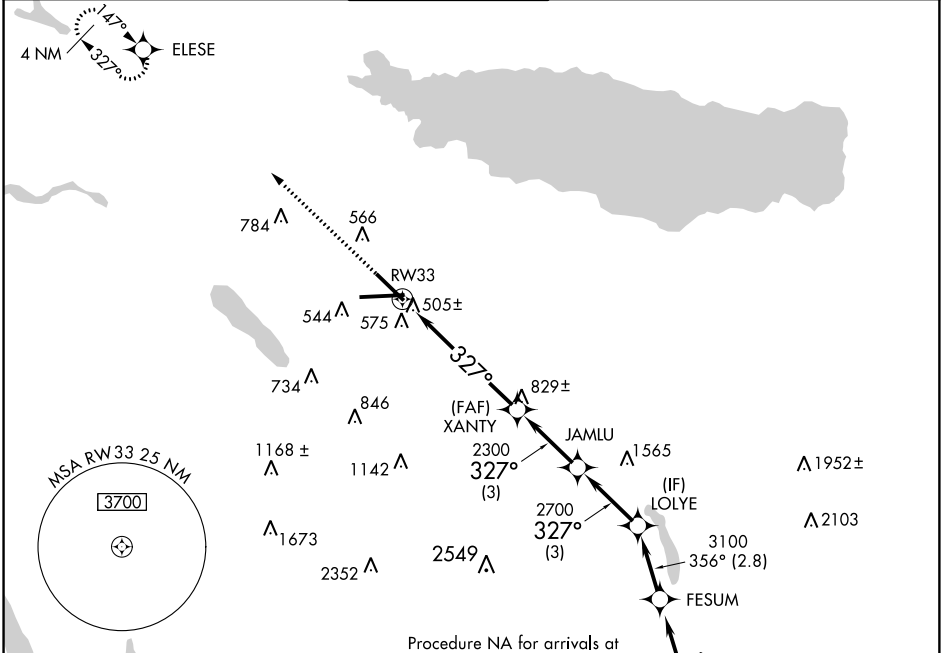 147°
4 NM
327°
ELESE
784
566
RW33
505±
544
575
327°
734
829±
(FAF)
XANTY
846
JAMLU
1168 ±
1142
2300
327°
(3)
1565
1952±
(IF)
LOLYE
MSA RW33 25 NM
3700
2700
327°
(3)
2103
1673
2352
2549
3100
356° (2.8)
FESUM
Procedure NA for arrivals at